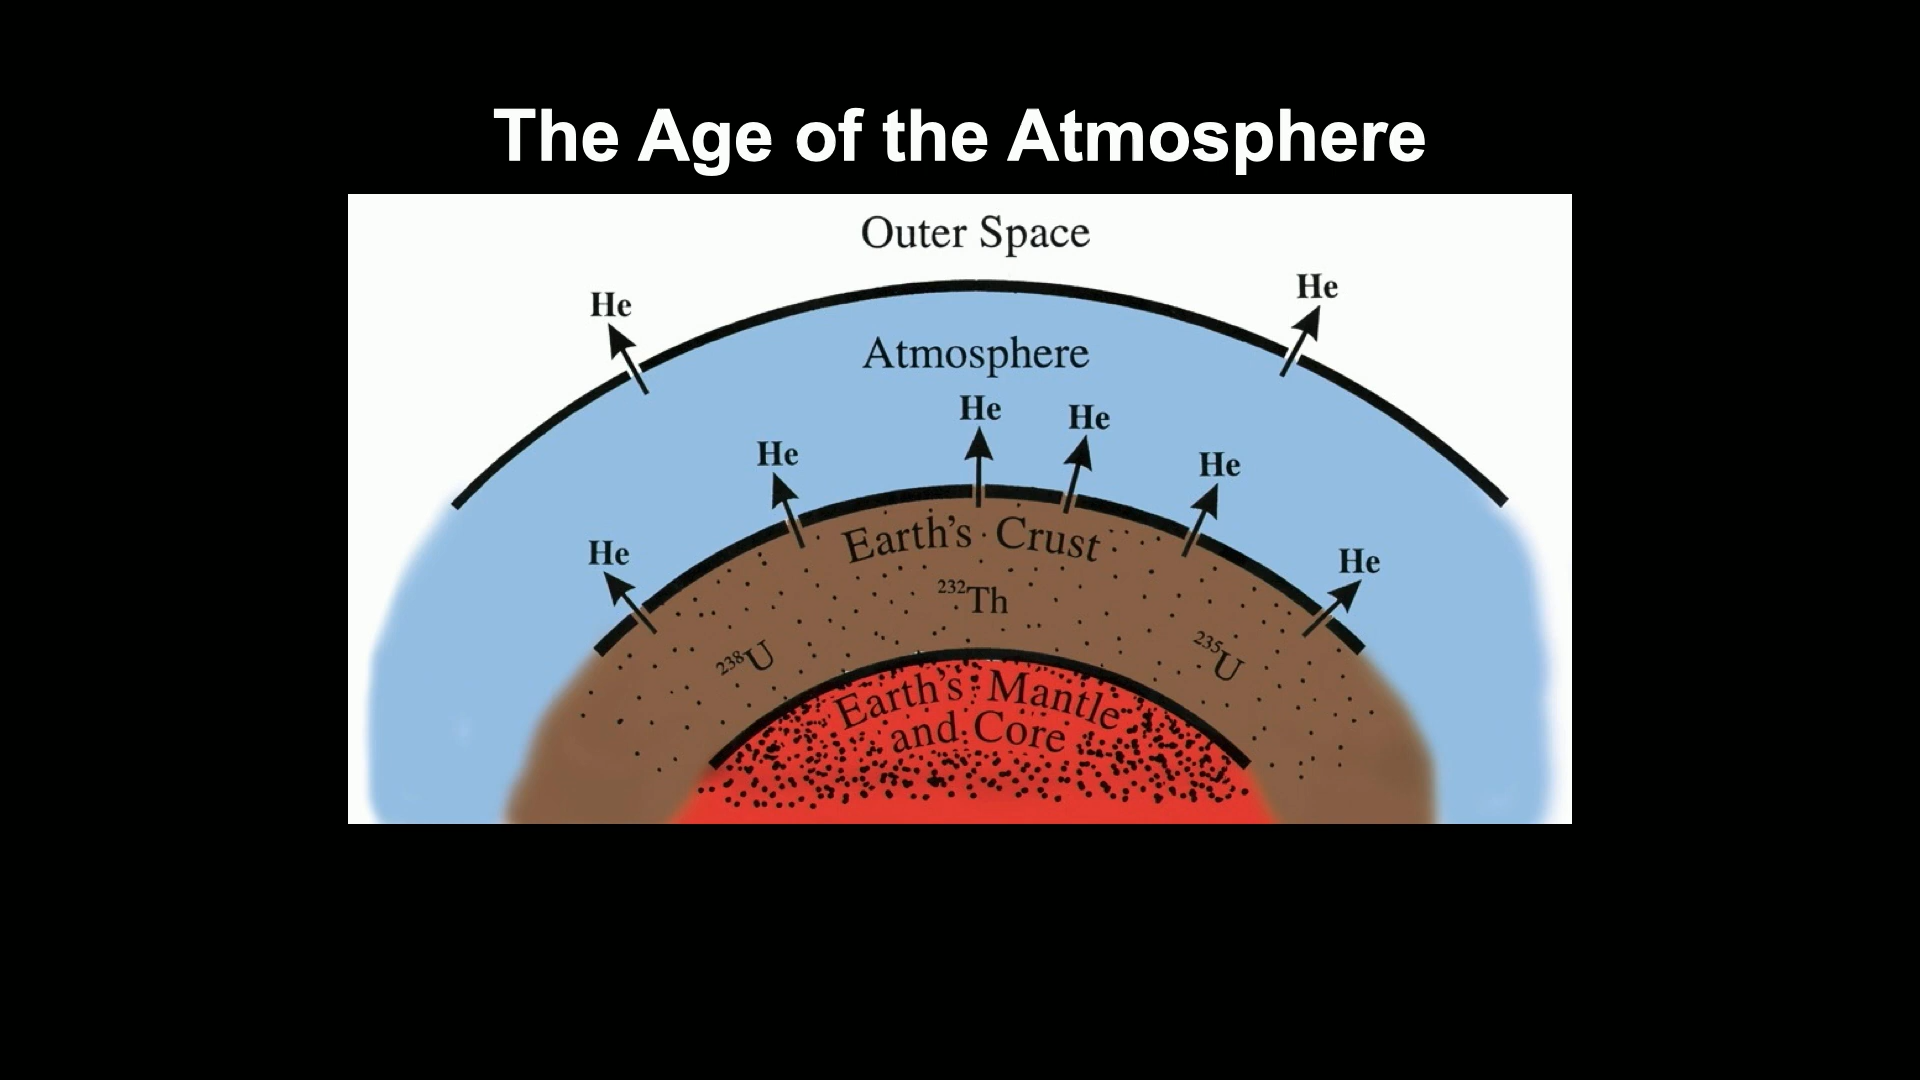 The Age of the Atmosphere
Outer Space
He
He
Atmosphere
He
He
He
He
He
He
Earth's Crust
²³²Th
²³⁸U
²³⁵U
Earth's Mantle
and Core